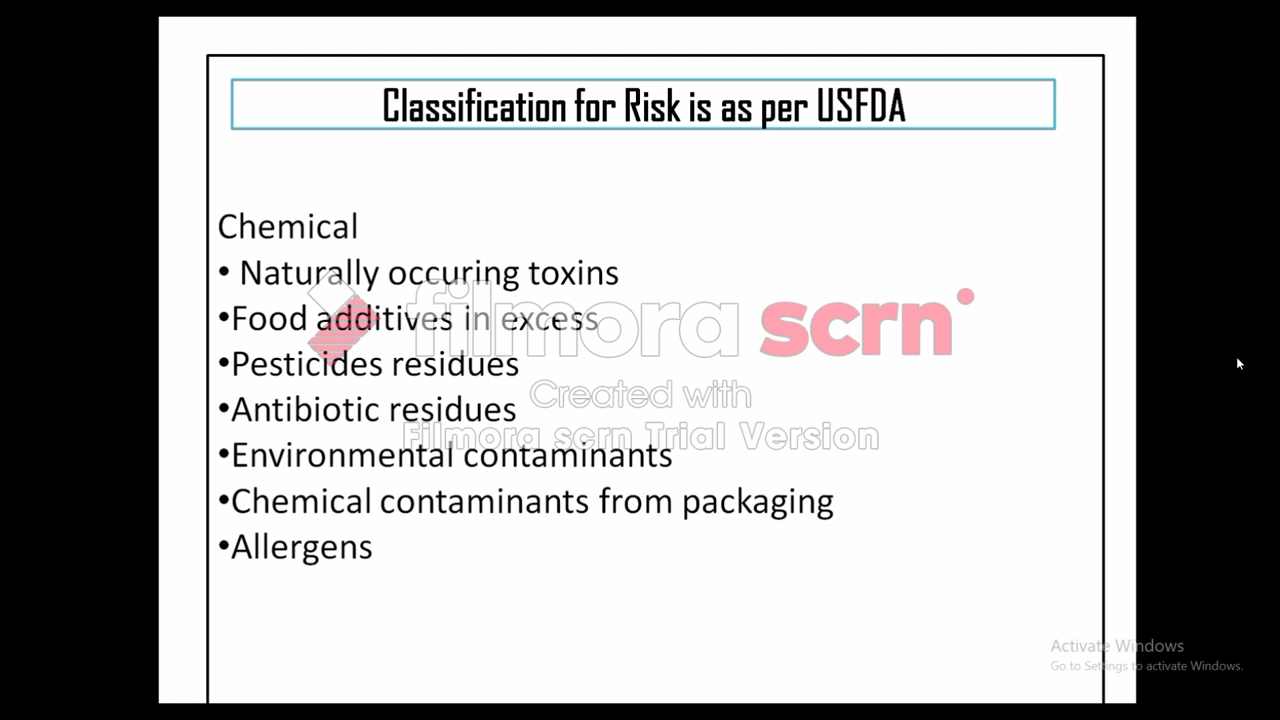 Classification for Risk is as per USFDA
Chemical
• Naturally occuring toxins
•Food additives in excess
•Pesticides residues
•Antibiotic residues
•Environmental contaminants
•Chemical contaminants from packaging
•Allergens
filmora scrn
Created with
Filmora scrn Trial Version
Activate Windows
Go to Settings to activate Windows.